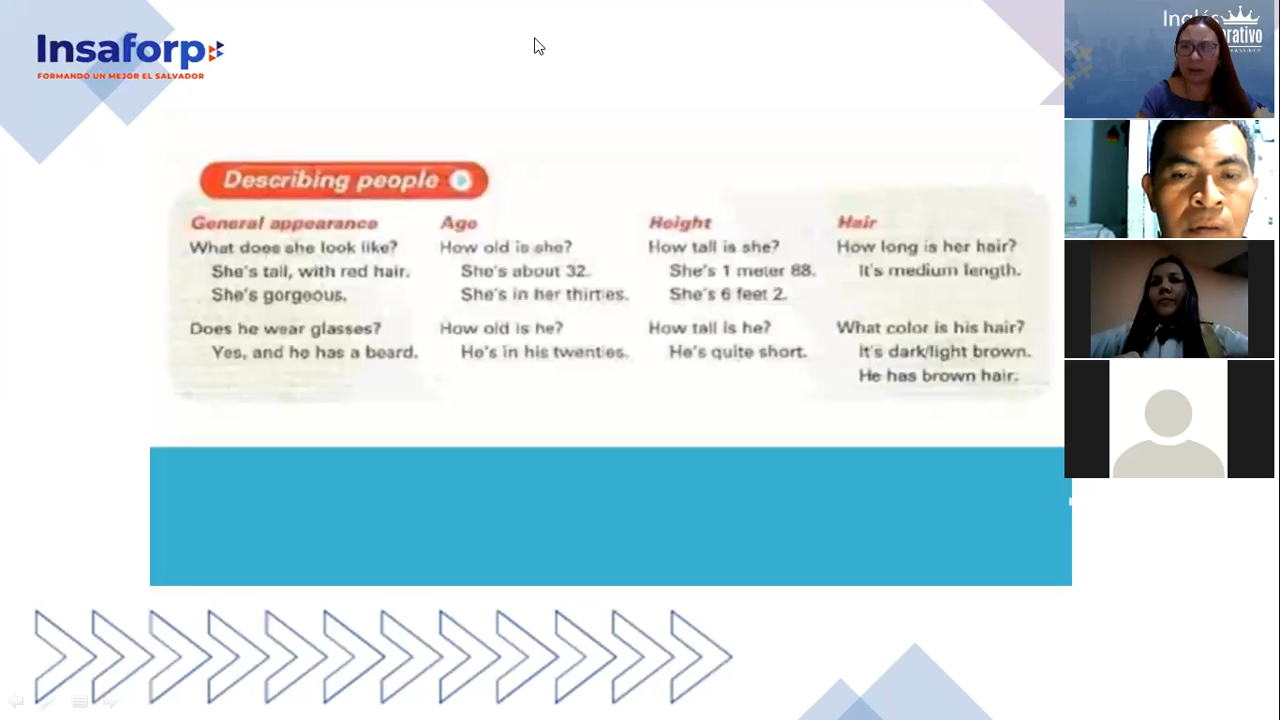 Insaforp
FORMANDO UN MEJOR EL SALVADOR
Describing people
General appearance
What does she look like?
She's tall, with red hair.
She's gorgeous.
Does he wear glasses?
Yes, and he has a beard.
Age
How old is she?
She's about 32.
She's in her thirties.
How old is he?
He's in his twenties.
Height
How tall is she?
She's 1 meter 88.
She's 6 feet 2.
How tall is he?
He's quite short.
Hair
How long is her hair?
It's medium length.
What color is his hair?
It's dark/light brown.
He has brown hair.